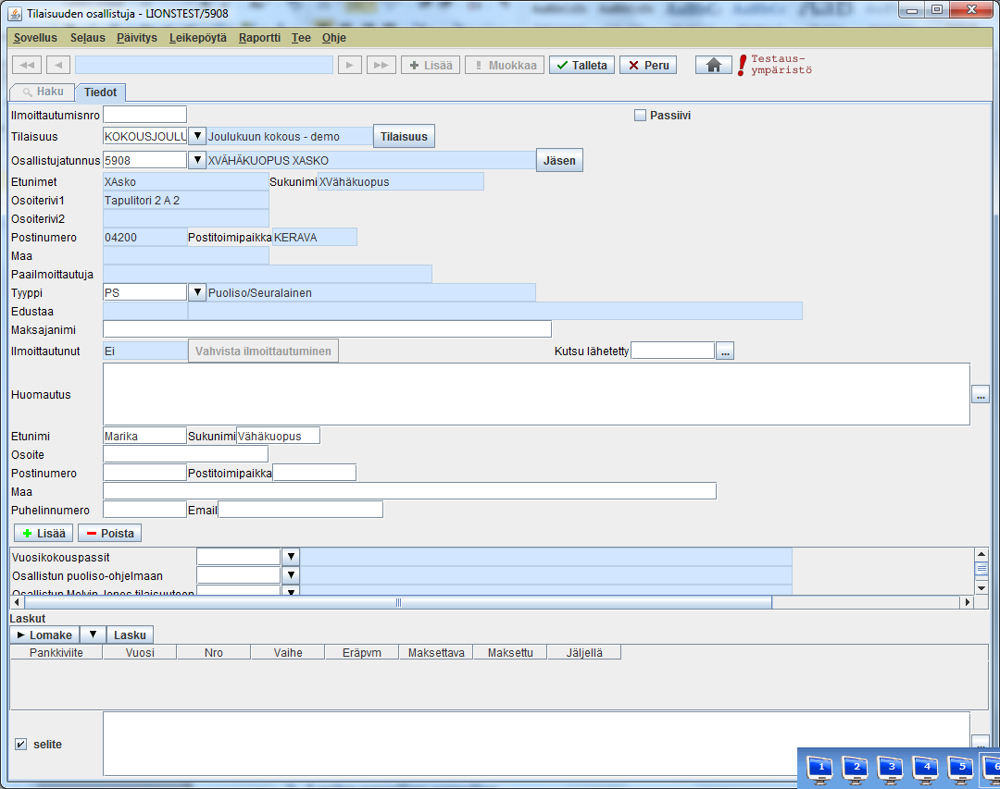 Tilaisuuden osallistuja - LIONSTEST/5908
Sovellus Selaus Päivitys Leikepöytä Raportti Tee Ohje
Lisää Muokkaa Talleta Peru Testaus-
ympäristö
Haku Tiedot
Ilmoittautumisnro Passiivi
Tilaisuus KOKOUSJOULU Joulukuun kokous - demo Tilaisuus
Osallistujatunnus 5908 XVÄHÄKUOPUS XASKO Jäsen
Etunimet XAsko Sukunimi XVähäkuopus
Osoiterivi1 Tapulitori 2 A 2
Osoiterivi2
Postinumero 04200 Postitoimipaikka KERAVA
Maa
Paailmoittautuja
Tyyppi PS Puoliso/Seuralainen
Edustaa
Maksajanimi
Ilmoittautunut Ei Vahvista ilmoittautuminen Kutsu lähetetty ...
Huomautus ...
Etunimi Marika Sukunimi Vähäkuopus
Osoite
Postinumero Postitoimipaikka
Maa
Puhelinnumero Email
Lisää Poista
Vuosikokouspassit
Osallistun puoliso-ohjelmaan
Osallistun Melvin Jones tilaisuuteen
Laskut
Lomake Lasku
Pankkiviite Vuosi Nro Vaihe Eräpvm Maksettava Maksettu Jäljellä
selite ...
1 2 3 4 5 6